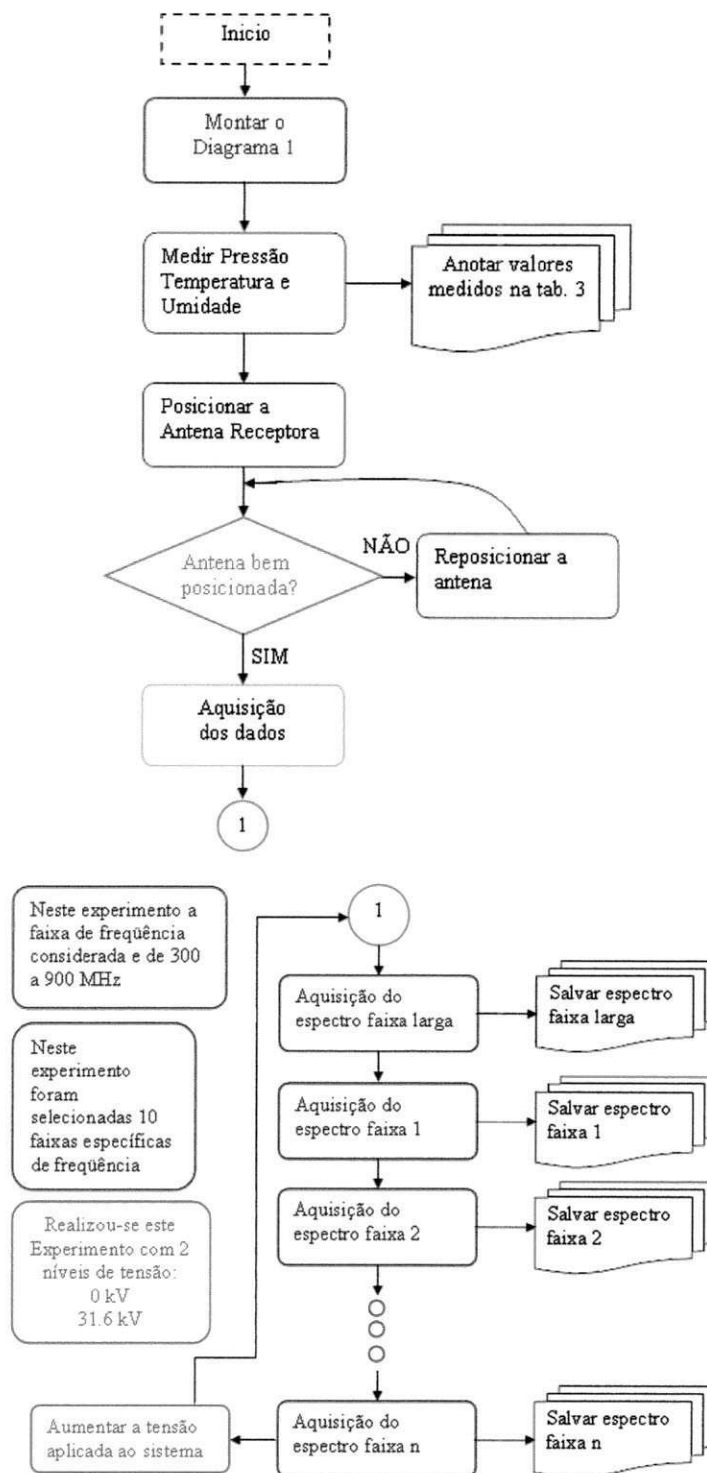 Inicio
Montar o
Diagrama 1
Medir Pressão
Temperatura e
Umidade
Anotar valores
medidos na tab. 3
Posicionar a
Antena Receptora
Antena bem
posicionada?
NÃO
Reposicionar a
antena
SIM
Aquisição
dos dados
1
Neste experimento a
faixa de freqüência
considerada e de 300
a 900 MHz
Neste
experimento
foram
selecionadas 10
faixas específicas
de freqüência
Realizou-se este
Experimento com 2
níveis de tensão:
0 kV
31.6 kV
1
Aquisição do
espectro faixa larga
Salvar espectro
faixa larga
Aquisição do
espectro faixa 1
Salvar espectro
faixa 1
Aquisição do
espectro faixa 2
Salvar espectro
faixa 2
Aumentar a tensão
aplicada ao sistema
Aquisição do
espectro faixa n
Salvar espectro
faixa n